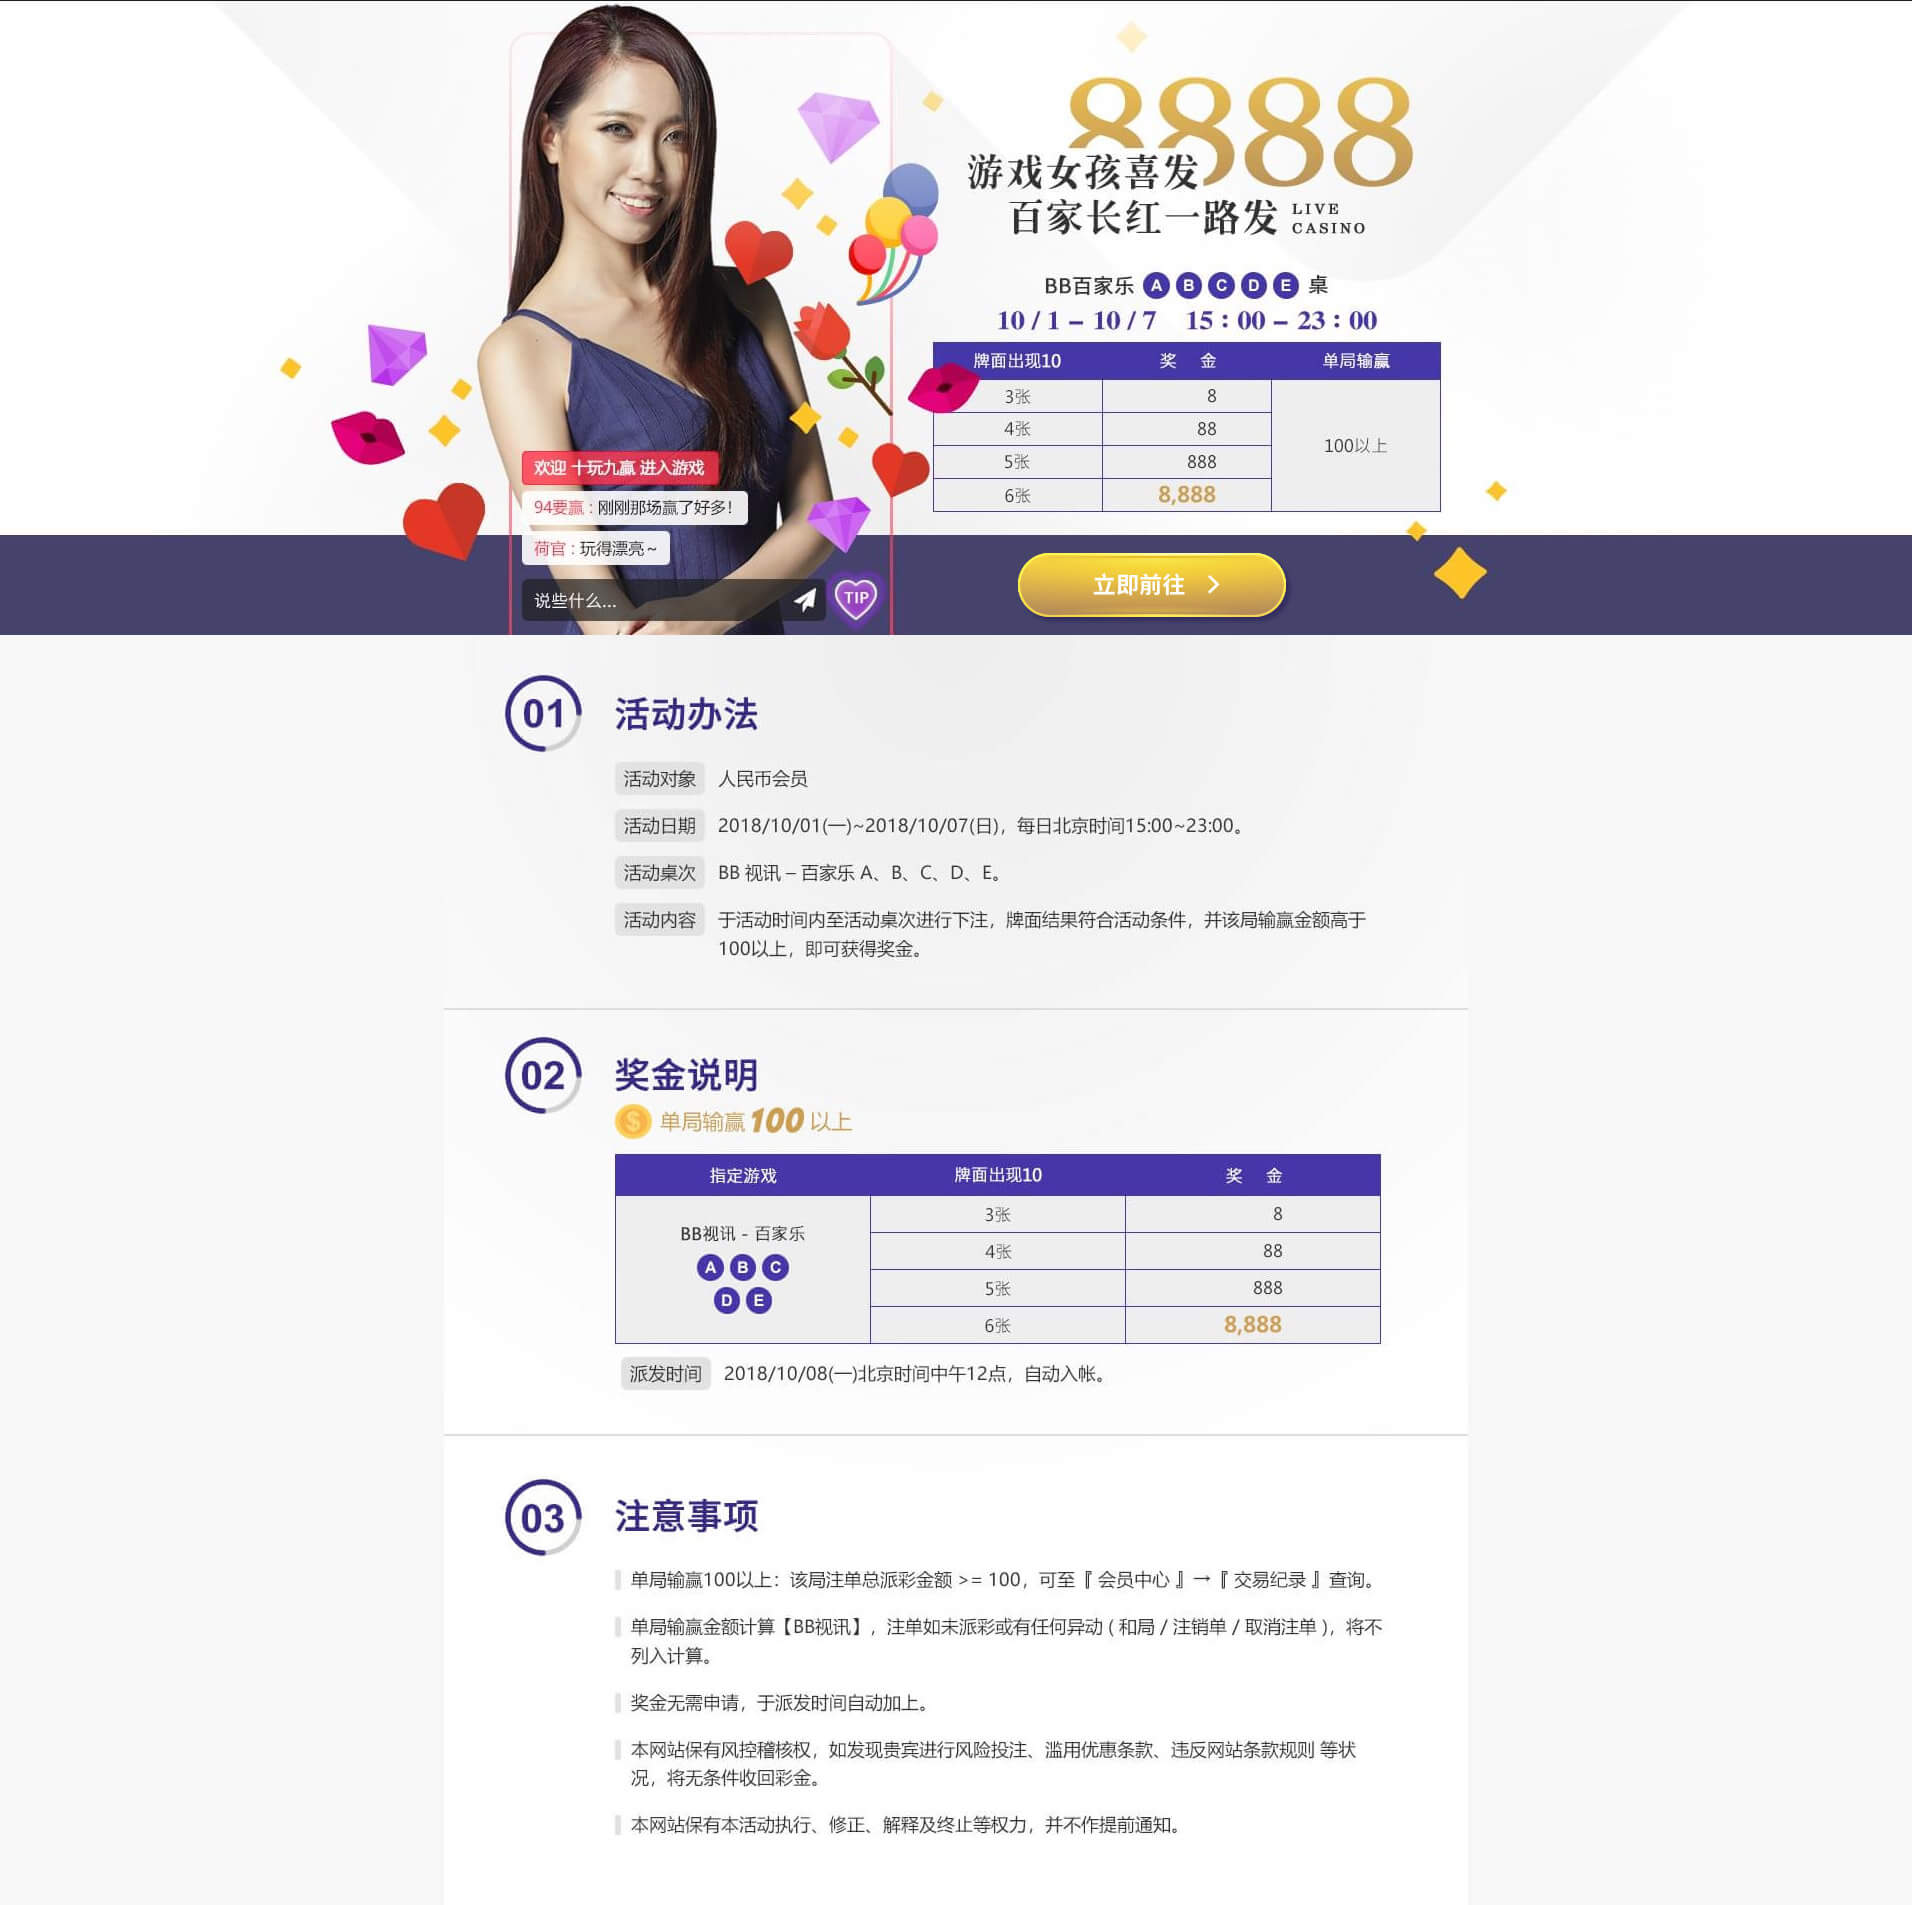 8888
游戏女孩喜发
百家长红一路发 LIVE CASINO
BB百家乐 A B C D E 桌
10 / 1 – 10 / 7 15 : 00 – 23 : 00
牌面出现10 奖 金 单局输赢
3张 8
4张 88
100以上
5张 888
6张 8,888
欢迎 十玩九赢 进入游戏
94要赢 : 刚刚那场赢了好多!
荷官 : 玩得漂亮~
说些什么...
TIP
立即前往 >
01 活动办法
活动对象 人民币会员
活动日期 2018/10/01(一)~2018/10/07(日)，每日北京时间15:00~23:00。
活动桌次 BB 视讯 – 百家乐 A、B、C、D、E。
活动内容 于活动时间内至活动桌次进行下注，牌面结果符合活动条件，并该局输赢金额高于
100以上，即可获得奖金。
02 奖金说明
$ 单局输赢 100 以上
指定游戏 牌面出现10 奖 金
BB视讯 - 百家乐
A B C
D E
3张 8
4张 88
5张 888
6张 8,888
派发时间 2018/10/08(一)北京时间中午12点，自动入帐。
03 注意事项
单局输赢100以上：该局注单总派彩金额 >= 100，可至『 会员中心 』→『 交易纪录 』查询。
单局输赢金额计算【BB视讯】，注单如未派彩或有任何异动 ( 和局 / 注销单 / 取消注单 )，将不
列入计算。
奖金无需申请，于派发时间自动加上。
本网站保有风控稽核权，如发现贵宾进行风险投注、滥用优惠条款、违反网站条款规则 等状
况，将无条件收回彩金。
本网站保有本活动执行、修正、解释及终止等权力，并不作提前通知。